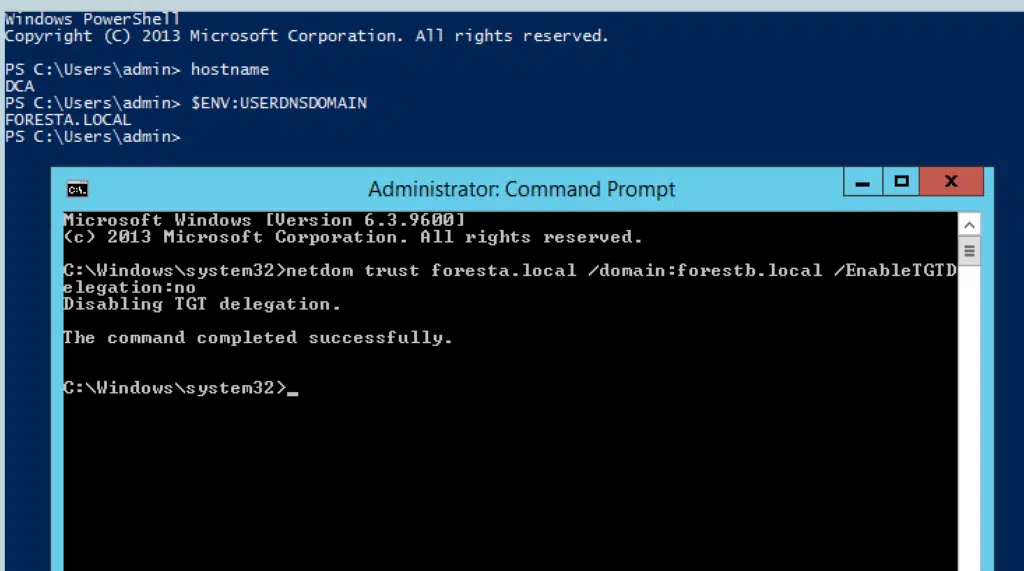 Windows PowerShell
Copyright (C) 2013 Microsoft Corporation. All rights reserved.
PS C:\Users\admin> hostname
DCA
PS C:\Users\admin> $ENV:USERDNSDOMAIN
FORESTA.LOCAL
PS C:\Users\admin>
Administrator: Command Prompt
Microsoft Windows [Version 6.3.9600]
(c) 2013 Microsoft Corporation. All rights reserved.
C:\Windows\system32>netdom trust foresta.local /domain:forestb.local /EnableTGTD
elegation:no
Disabling TGT delegation.
The command completed successfully.
C:\Windows\system32>_